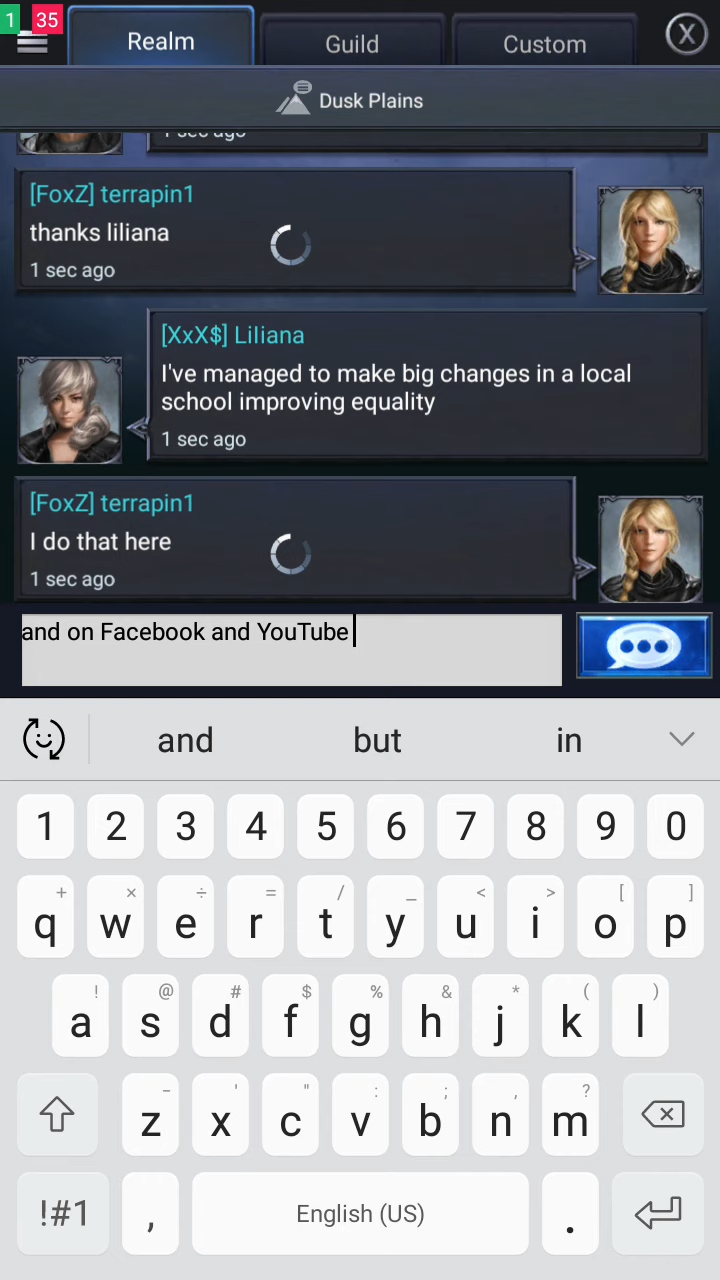 1 35
Realm Guild Custom X
Dusk Plains
1 sec ago
[FoxZ] terrapin1
thanks liliana
1 sec ago
[XxX$] Liliana
I've managed to make big changes in a local
school improving equality
1 sec ago
[FoxZ] terrapin1
I do that here
1 sec ago
and on Facebook and YouTube
and but in
1 2 3 4 5 6 7 8 9 0
+ × ÷ = / _ < > [ ]
q w e r t y u i o p
! @ # $ % & * ( )
a s d f g h j k l
- ' " : ; , ?
z x c v b n m
!#1 , English (US) .